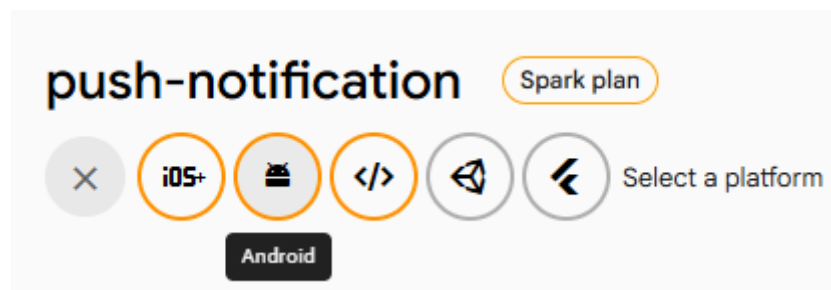 push-notification Spark plan
iOS+ </> Select a platform
Android